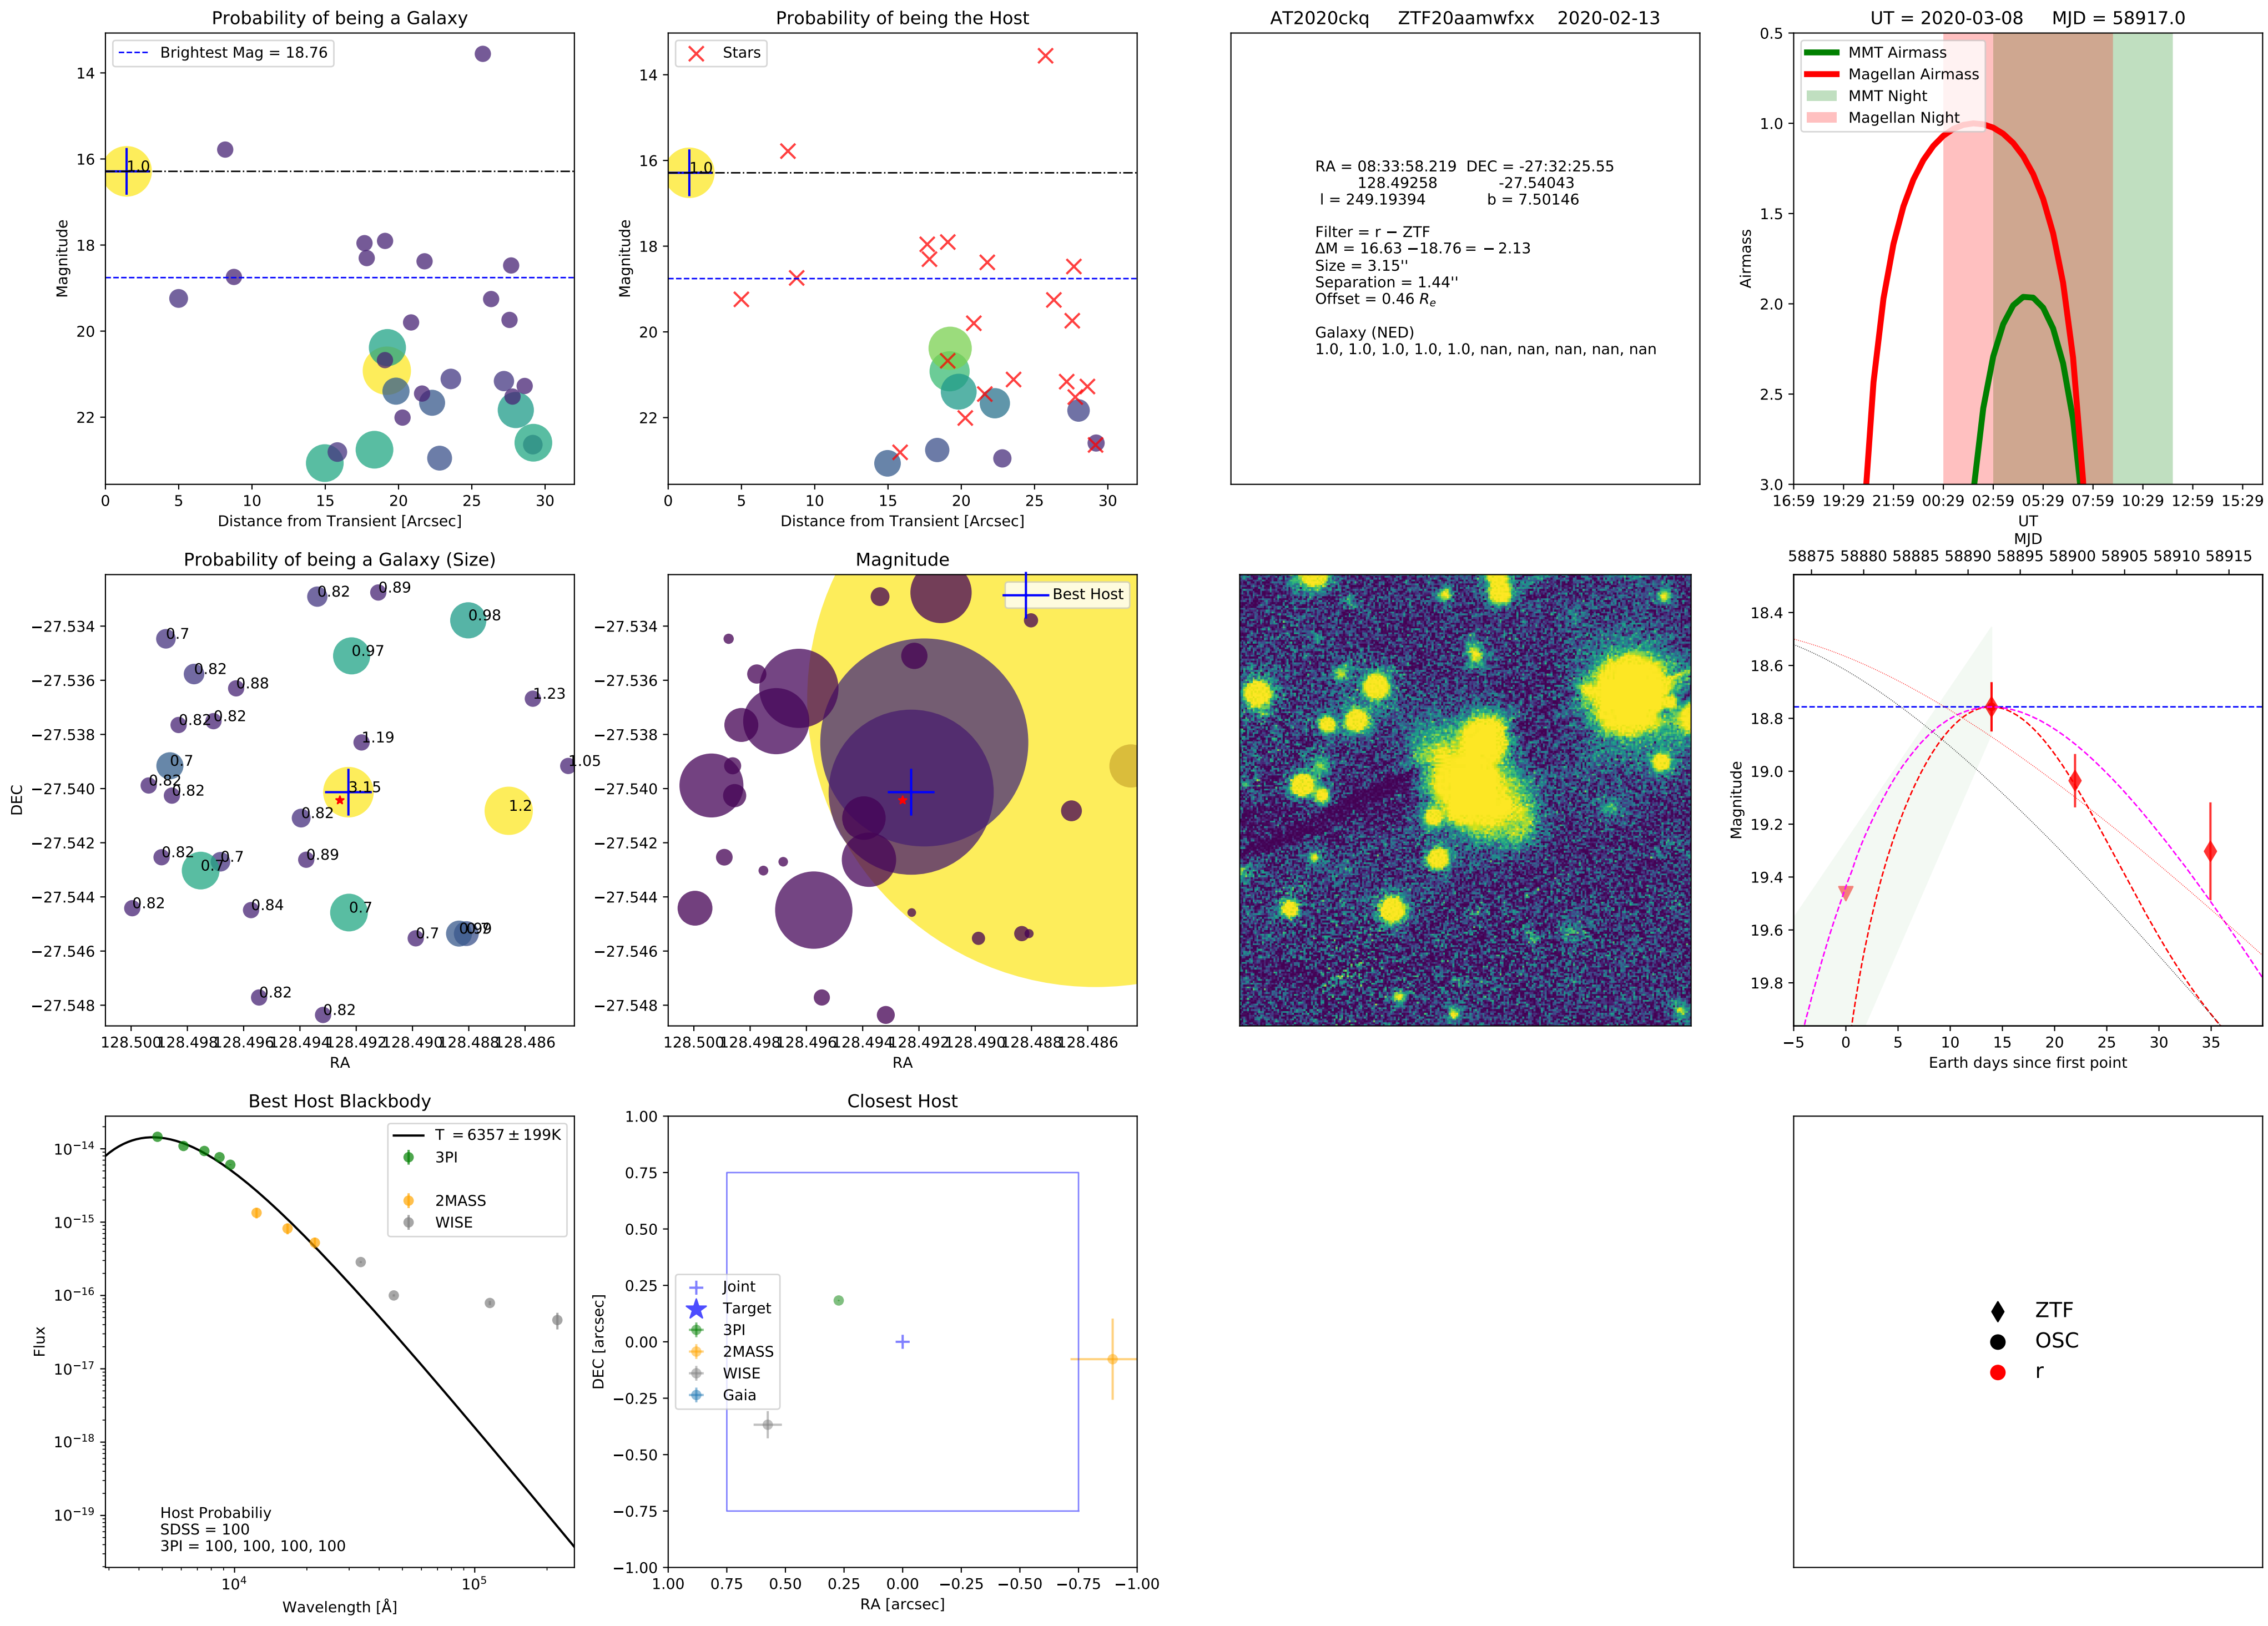 Probability of being a Galaxy
Brightest Mag = 18.76
1.0
14
16
18
20
22
Magnitude
0 5 10 15 20 25 30
Distance from Transient [Arcsec]
Probability of being the Host
Stars
1.0
14
16
18
20
22
Magnitude
0 5 10 15 20 25 30
Distance from Transient [Arcsec]
AT2020ckq ZTF20aamwfxx 2020-02-13
RA = 08:33:58.219 DEC = -27:32:25.55
128.49258 -27.54043
l = 249.19394 b = 7.50146
Filter = r − ZTF
ΔM = 16.63 −18.76 = −2.13
Size = 3.15''
Separation = 1.44''
Offset = 0.46 Re
Galaxy (NED)
1.0, 1.0, 1.0, 1.0, 1.0, nan, nan, nan, nan, nan
UT = 2020-03-08 MJD = 58917.0
MMT Airmass
Magellan Airmass
MMT Night
Magellan Night
0.5
1.0
1.5
2.0
2.5
3.0
Airmass
16:59 19:29 21:59 00:29 02:59 05:29 07:59 10:29 12:59 15:29
UT
Probability of being a Galaxy (Size)
0.82 0.89
0.98
0.7
0.97
0.82
0.88
1.23
0.82 0.82
1.19
0.7
1.05
0.82
3.15
0.82
1.2
0.82
0.82 0.7 0.89
0.7
0.82
0.84
0.7
0.7
0.82
0.82
−27.534
−27.536
−27.538
−27.540
−27.542
−27.544
−27.546
−27.548
DEC
128.500 128.498 128.496 128.494 128.492 128.490 128.488 128.486
RA
Magnitude
Best Host
−27.534
−27.536
−27.538
−27.540
−27.542
−27.544
−27.546
−27.548
128.500 128.498 128.496 128.494 128.492 128.490 128.488 128.486
RA
MJD
58875 58880 58885 58890 58895 58900 58905 58910 58915
18.4
18.6
18.8
19.0
19.2
19.4
19.6
19.8
Magnitude
−5 0 5 10 15 20 25 30 35
Earth days since first point
Best Host Blackbody
T = 6357 ± 199K
3PI
2MASS
WISE
10−14
10−15
10−16
10−17
10−18
10−19
Flux
Host Probabiliy
SDSS = 100
3PI = 100, 100, 100, 100
104 105
Wavelength [Å]
Closest Host
Joint
Target
3PI
2MASS
WISE
Gaia
1.00
0.75
0.50
0.25
0.00
−0.25
−0.50
−0.75
−1.00
DEC [arcsec]
1.00 0.75 0.50 0.25 0.00 −0.25 −0.50 −0.75 −1.00
RA [arcsec]
ZTF
OSC
r